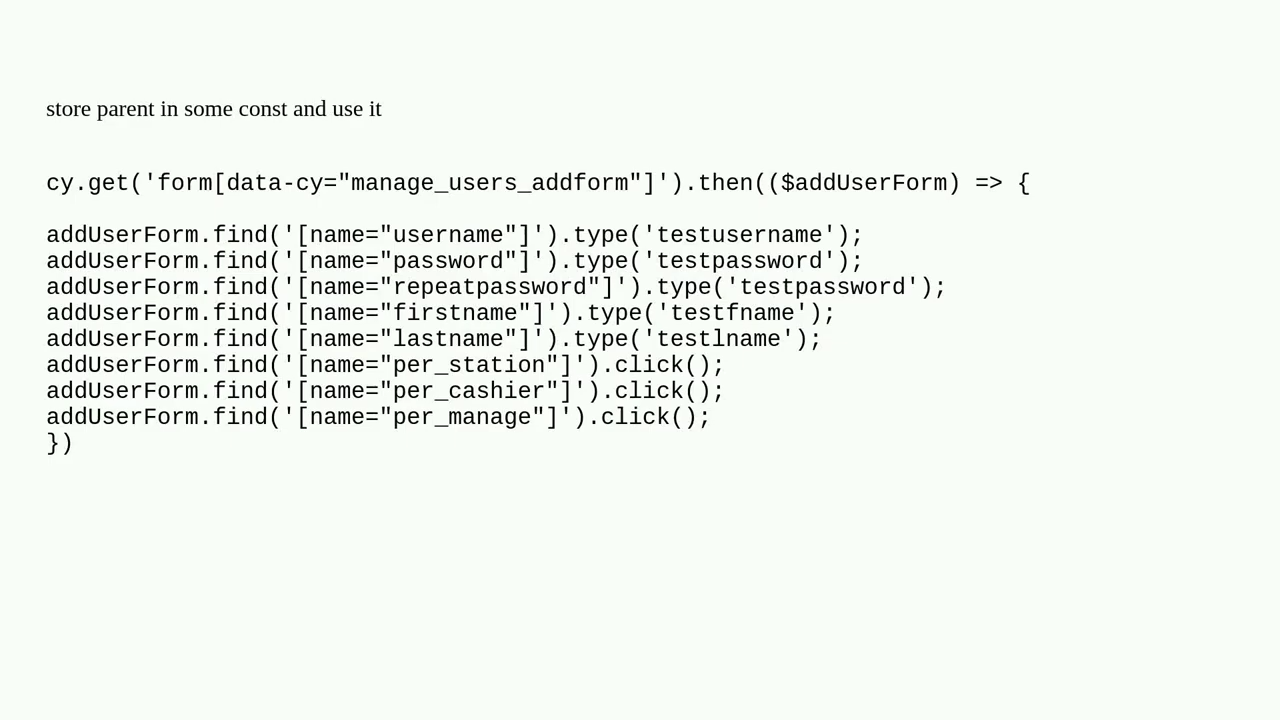 store parent in some const and use it
cy.get('form[data-cy="manage_users_addform"]').then(($addUserForm) => {
addUserForm.find('[name="username"]').type('testusername');
addUserForm.find('[name="password"]').type('testpassword');
addUserForm.find('[name="repeatpassword"]').type('testpassword');
addUserForm.find('[name="firstname"]').type('testfname');
addUserForm.find('[name="lastname"]').type('testlname');
addUserForm.find('[name="per_station"]').click();
addUserForm.find('[name="per_cashier"]').click();
addUserForm.find('[name="per_manage"]').click();
})